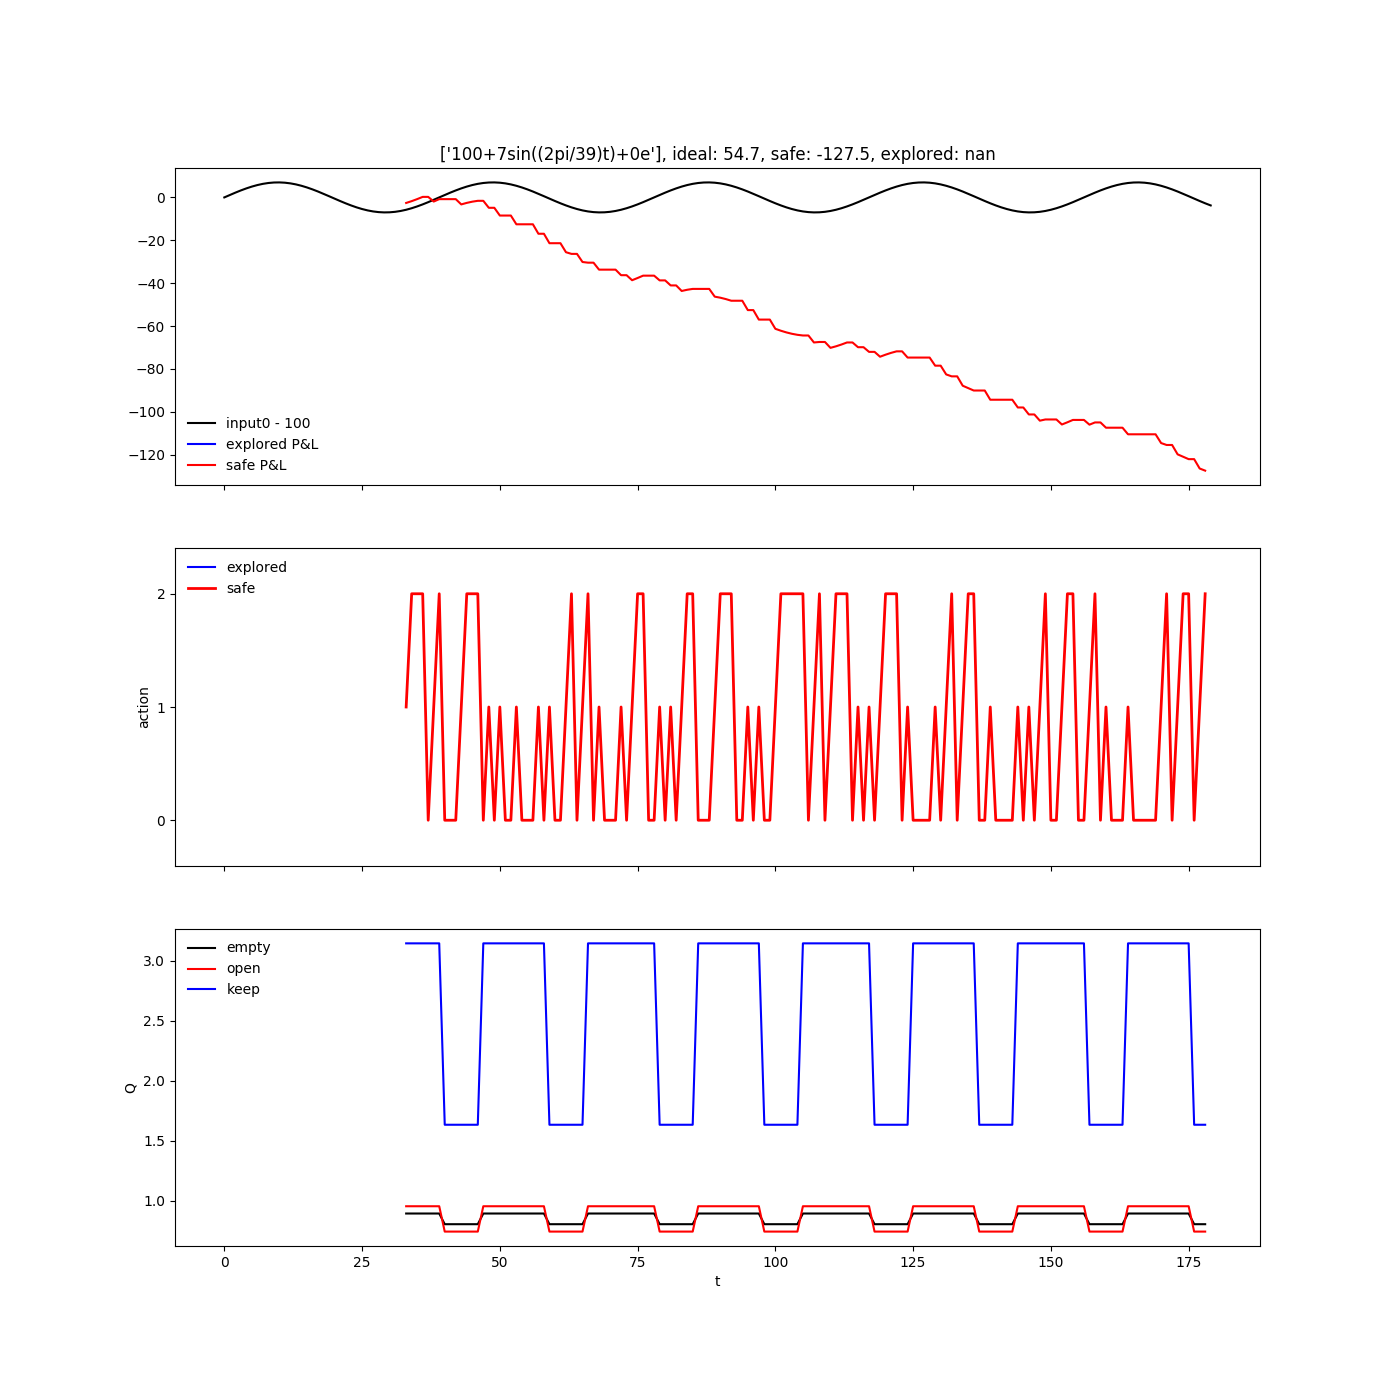 ['100+7sin((2pi/39)t)+0e'], ideal: 54.7, safe: -127.5, explored: nan
0
−20
−40
−60
−80
−100
−120
input0 - 100
explored P&L
safe P&L
explored
safe
2
1
0
action
empty
open
keep
3.0
2.5
2.0
1.5
1.0
Q
0 25 50 75 100 125 150 175
t